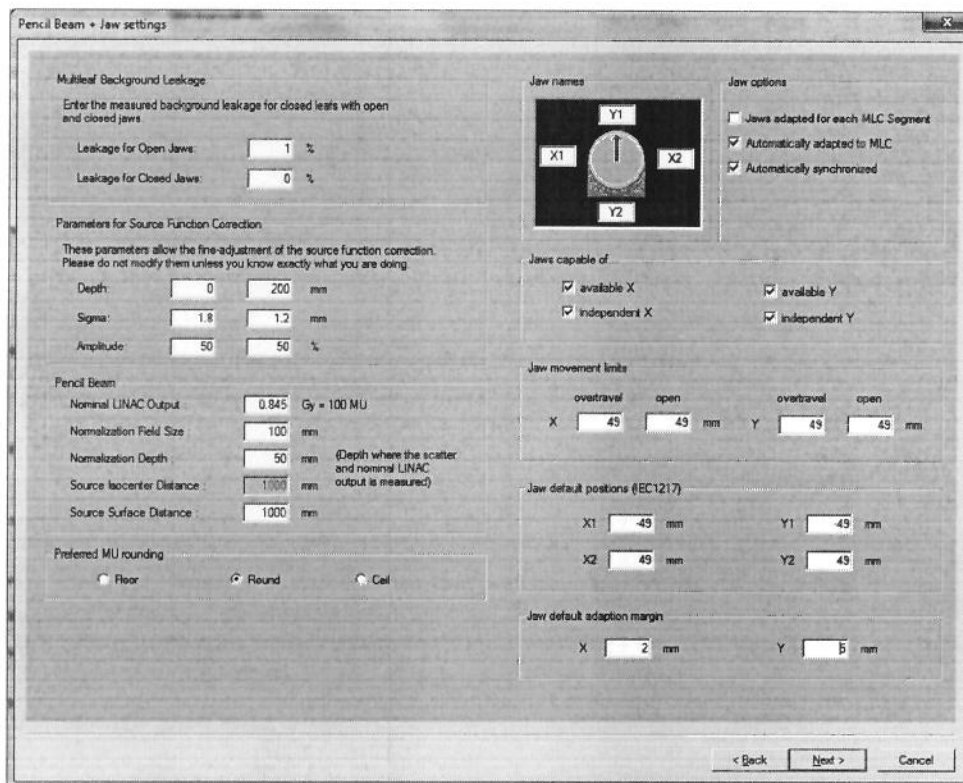 Pencil Beam + Jaw settings
X
Multileaf Background Leakage
Enter the measured background leakage for closed leafs with open
and closed jaws.
Leakage for Open Jaws: 1 %
Leakage for Closed Jaws: 0 %
Parameters for Source Function Correction
These parameters allow the fine-adjustment of the source function correction.
Please do not modify them unless you know exactly what you are doing.
Depth: 0 200 mm
Sigma: 1.8 1.2 mm
Amplitude: 50 50 %
Pencil Beam
Nominal LINAC Output : 0.845 Gy = 100 MU
Normalization Field Size : 100 mm
Normalization Depth : 50 mm
(Depth where the scatter
and nominal LINAC
output is measured)
Source Isocenter Distance : 1000 mm
Source Surface Distance : 1000 mm
Preferred MU rounding
Floor Round Ceil
Jaw names
Y1
X1 X2
Y2
Jaw options
Jaws adapted for each MLC Segment
Automatically adapted to MLC
Automatically synchronized
Jaws capable of...
available X available Y
independent X independent Y
Jaw movement limits
overtravel open overtravel open
X 49 49 mm Y 49 49 mm
Jaw default positions (IEC1217)
X1 -49 mm Y1 -49 mm
X2 49 mm Y2 49 mm
Jaw default adaption margin
X 2 mm Y 5 mm
< Back Next > Cancel